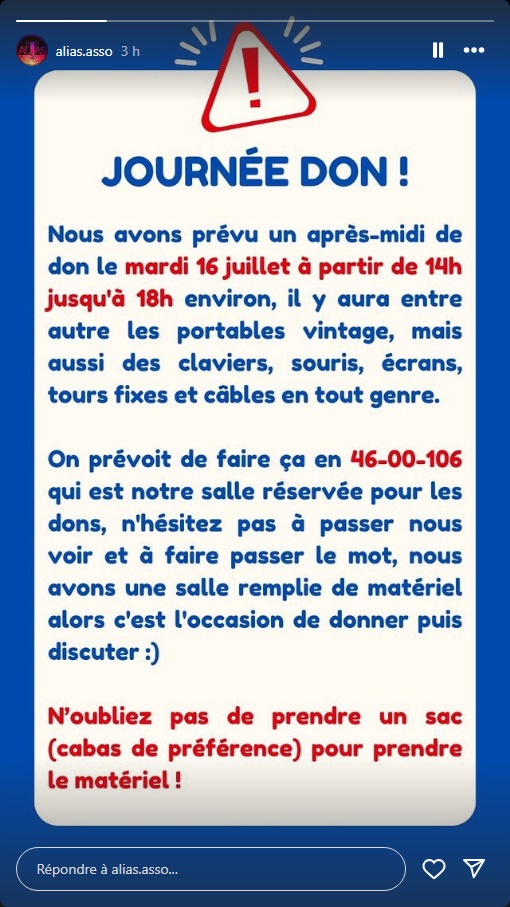 alias.asso 3 h
ALIAS
!
JOURNÉE DON !
Nous avons prévu un après-midi de
don le mardi 16 juillet à partir de 14h
jusqu'à 18h environ, il y aura entre
autre les portables vintage, mais
aussi des claviers, souris, écrans,
tours fixes et câbles en tout genre.
On prévoit de faire ça en 46-00-106
qui est notre salle réservée pour les
dons, n'hésitez pas à passer nous
voir et à faire passer le mot, nous
avons une salle remplie de matériel
alors c'est l'occasion de donner puis
discuter :)
N’oubliez pas de prendre un sac
(cabas de préférence) pour prendre
le matériel !
Répondre à alias.asso...